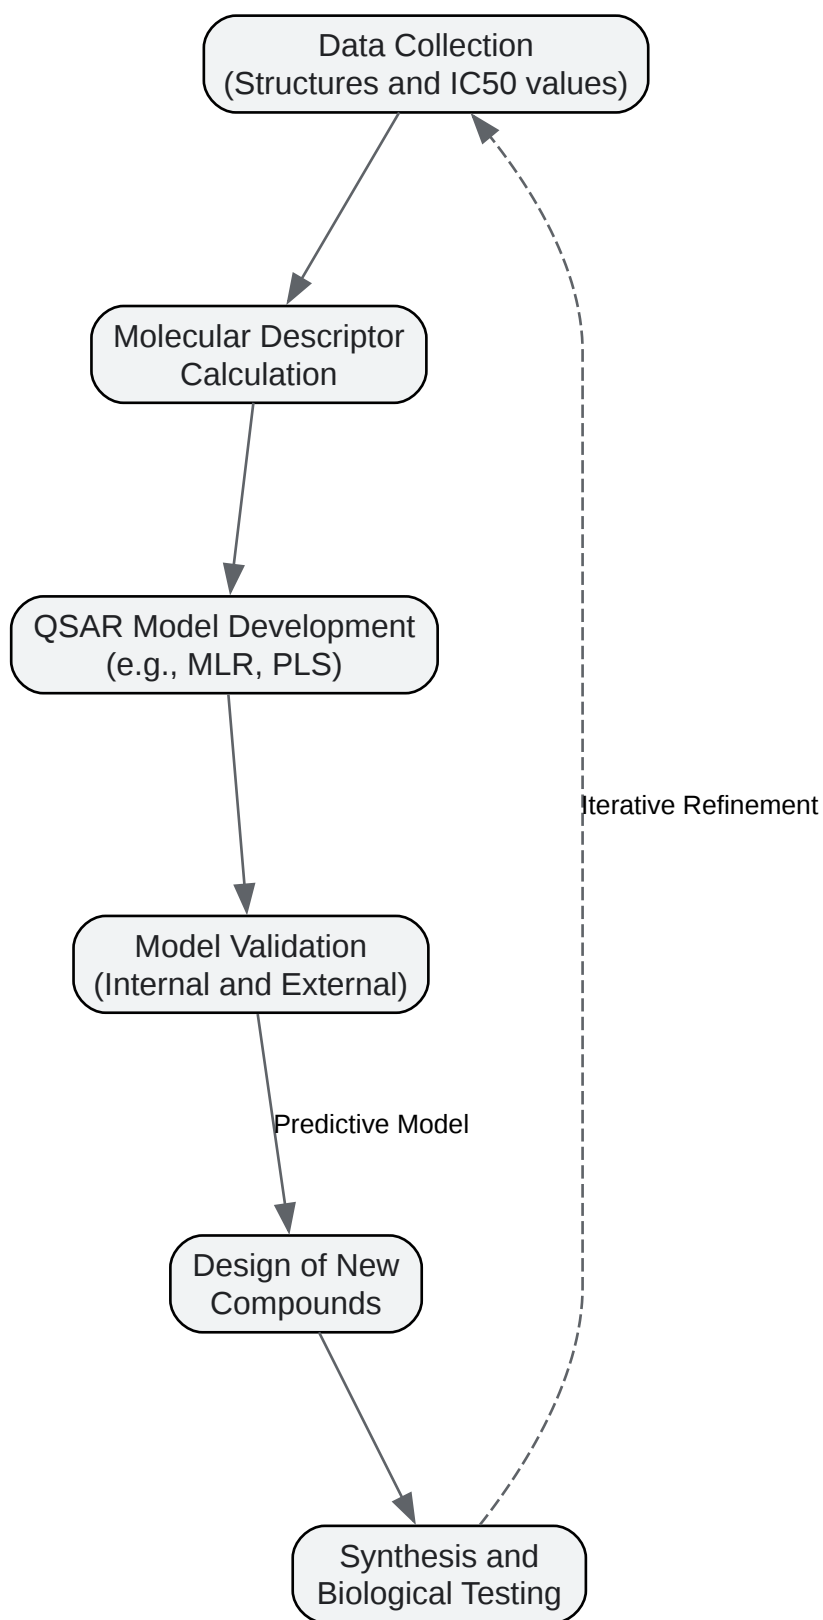 Data Collection
(Structures and IC50 values)
Molecular Descriptor
Calculation
QSAR Model Development
(e.g., MLR, PLS)
Iterative Refinement
Model Validation
(Internal and External)
Predictive Model
Design of New
Compounds
Synthesis and
Biological Testing